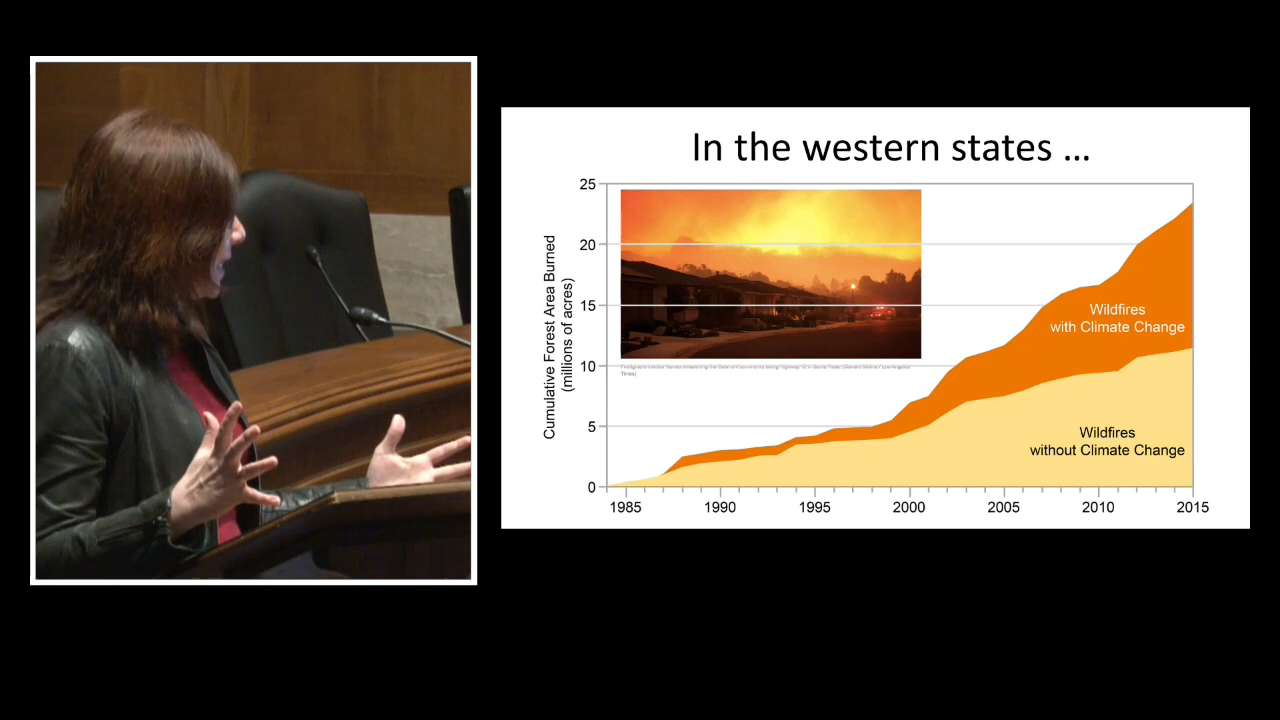 In the western states ...
Cumulative Forest Area Burned
(millions of acres)
25
20
15
10
5
0
Wildfires
with Climate Change
Wildfires
without Climate Change
1985 1990 1995 2000 2005 2010 2015
Times)